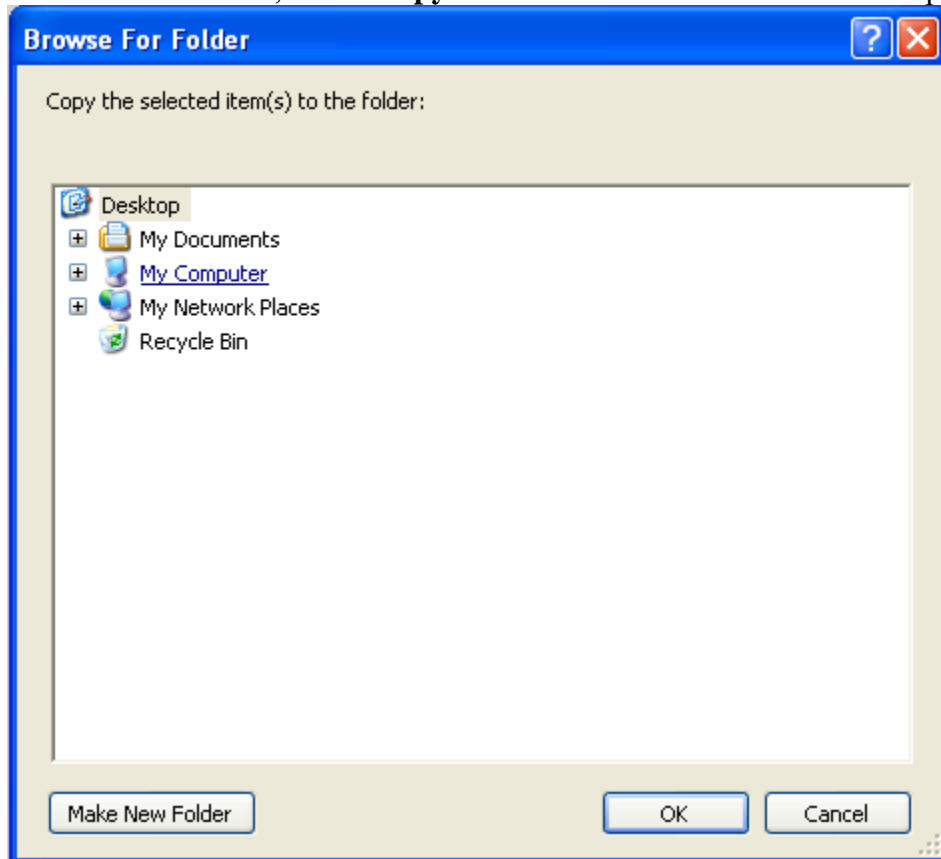 Browse For Folder
Copy the selected item(s) to the folder:
Desktop
My Documents
My Computer
My Network Places
Recycle Bin
Make New Folder
OK
Cancel